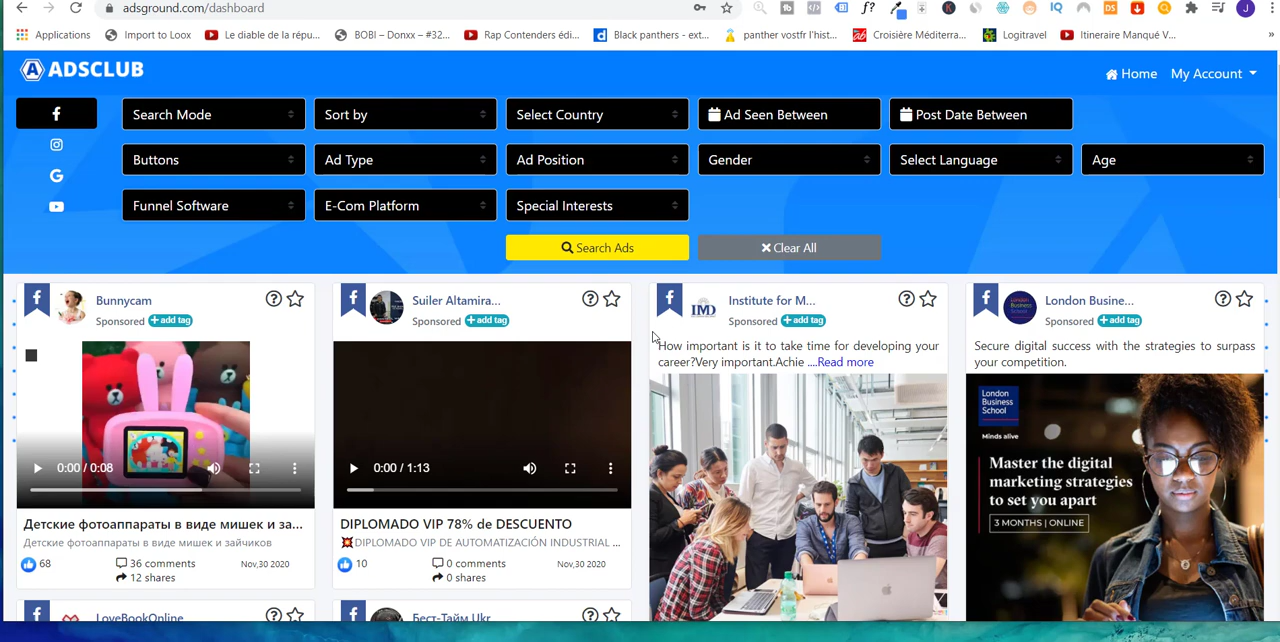 adsground.com/dashboard
Applications
Import to Loox
Le diable de la répu...
BOBI – Donxx – #32...
Rap Contenders édi...
Black panthers - ext...
panther vostfr l'hist...
Croisière Méditerra...
Logitravel
Itineraire Manqué V...
»
ADSCLUB
Home
My Account
Search Mode
Sort by
Select Country
Ad Seen Between
Post Date Between
Buttons
Ad Type
Ad Position
Gender
Select Language
Age
Funnel Software
E-Com Platform
Special Interests
Search Ads
Clear All
Bunnycam
Sponsored + add tag
0:00 / 0:08
Детские фотоаппараты в виде мишек и за...
Детские фотоаппараты в виде мишек и зайчиков
68
36 comments
12 shares
Nov,30 2020
Suiler Altamira...
Sponsored + add tag
0:00 / 1:13
DIPLOMADO VIP 78% de DESCUENTO
💥DIPLOMADO VIP DE AUTOMATIZACIÓN INDUSTRIAL ...
10
0 comments
0 shares
Nov,30 2020
Institute for M...
Sponsored + add tag
IMD
How important is it to take time for developing your
career?Very important.Achie ....Read more
London Busine...
Sponsored + add tag
Secure digital success with the strategies to surpass
your competition.
London
Business
School
Minds alive
Master the digital
marketing strategies
to set you apart
3 MONTHS | ONLINE
LoveBookOnline
Бест-Тайм Ukr